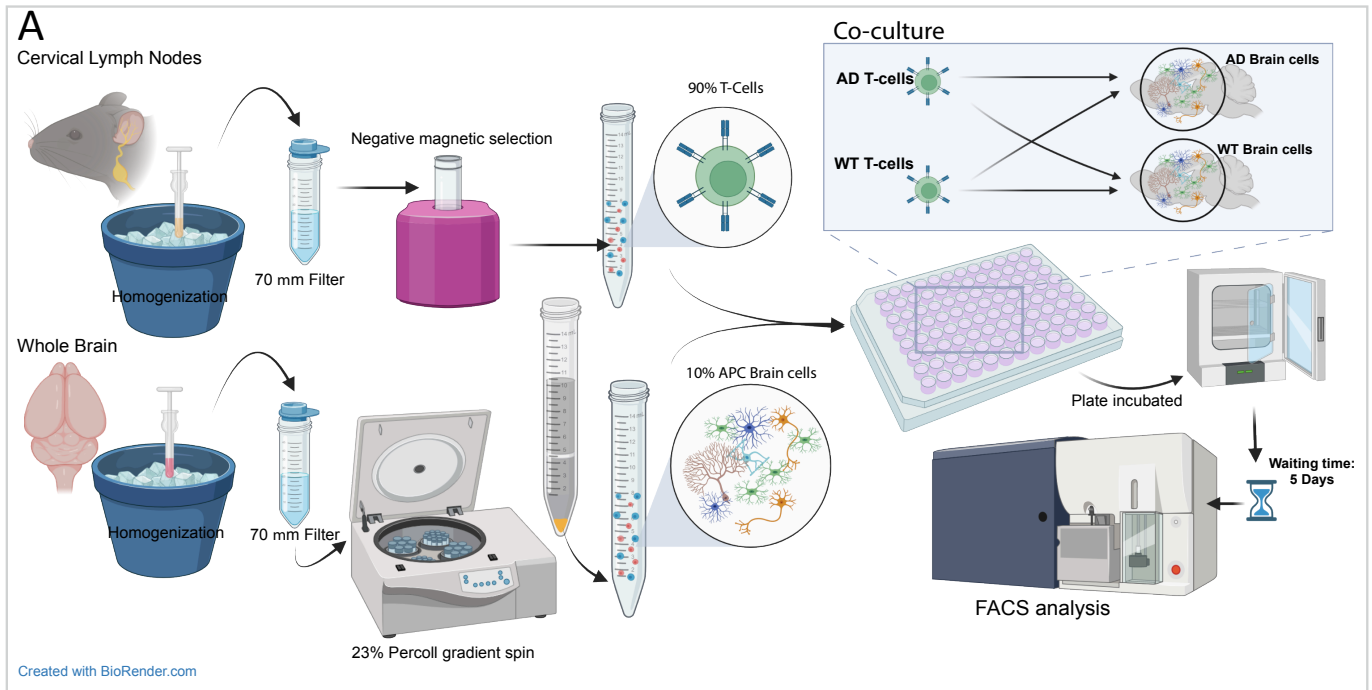 A
Cervical Lymph Nodes
Homogenization
70 mm Filter
Negative magnetic selection
90% T-Cells
Whole Brain
Homogenization
70 mm Filter
23% Percoll gradient spin
10% APC Brain cells
Co-culture
AD T-cells
AD Brain cells
WT T-cells
WT Brain cells
Plate incubated
Waiting time:
5 Days
FACS analysis
Created with BioRender.com